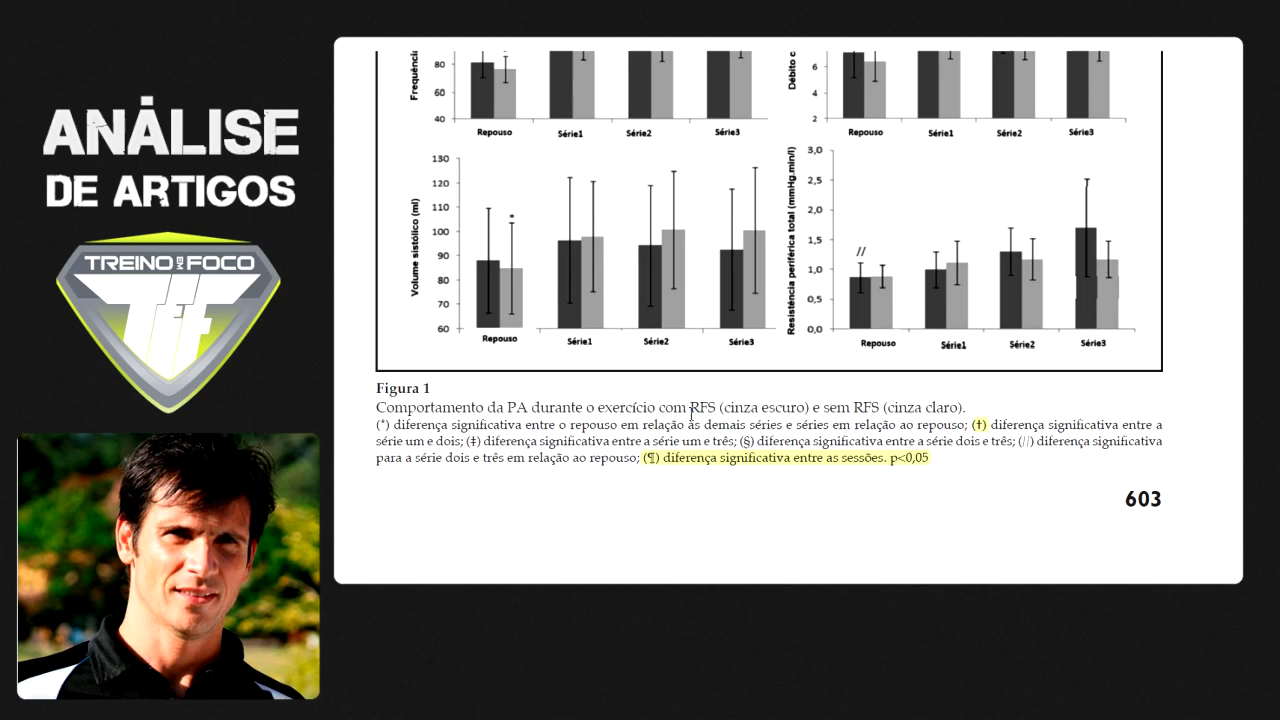 ANÁLISE
DE ARTIGOS
TREINO EM FOCO
TEF
80
60
40
Repouso
Série1
Série2
Série3
Débito c
6
4
2
Repouso
Série1
Série2
Série3
Volume sistólico (ml)
130
120
110
100
90
80
70
60
*
Repouso
Série1
Série2
Série3
Resistência periférica total (mmHg.min/l)
3,0
2,5
2,0
1,5
1,0
0,5
0,0
//
Repouso
Série1
Série2
Série3
Figura 1
Comportamento da PA durante o exercício com RFS (cinza escuro) e sem RFS (cinza claro).
(*) diferença significativa entre o repouso em relação ás demais séries e séries em relação ao repouso; (†) diferença significativa entre a
série um e dois; (‡) diferença significativa entre a série um e três; (§) diferença significativa entre a série dois e três; (//) diferença significativa
para a série dois e três em relação ao repouso; (¶) diferença significativa entre as sessões. p<0,05
603